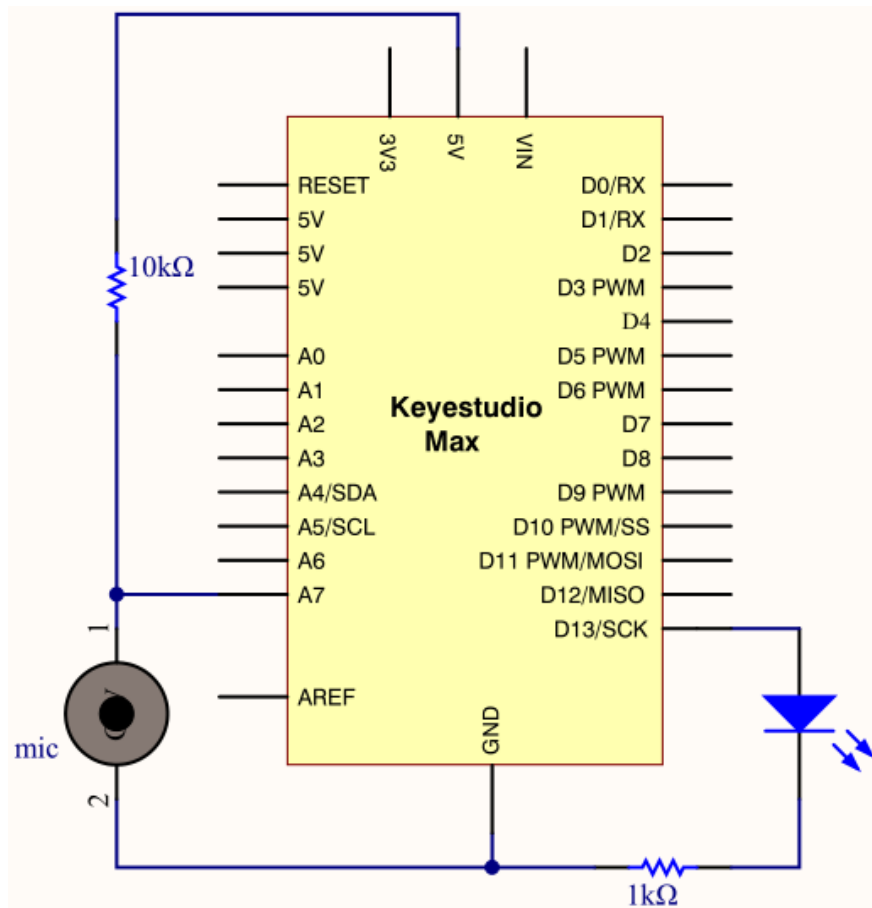 3V3
5V
VIN
RESET
5V
5V
5V
A0
A1
A2
A3
A4/SDA
A5/SCL
A6
A7
AREF
10kΩ
Keyestudio
Max
D0/RX
D1/RX
D2
D3 PWM
D4
D5 PWM
D6 PWM
D7
D8
D9 PWM
D10 PWM/SS
D11 PWM/MOSI
D12/MISO
D13/SCK
GND
1
mic
2
1kΩ